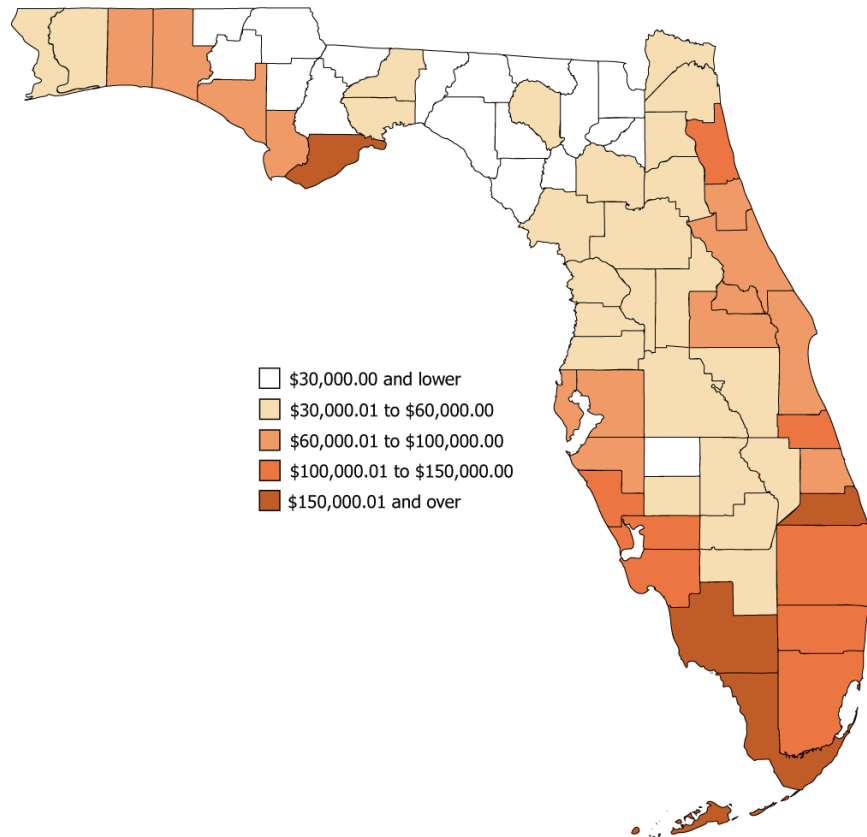 $30,000.00 and lower
$30,000.01 to $60,000.00
$60,000.01 to $100,000.00
$100,000.01 to $150,000.00
$150,000.01 and over